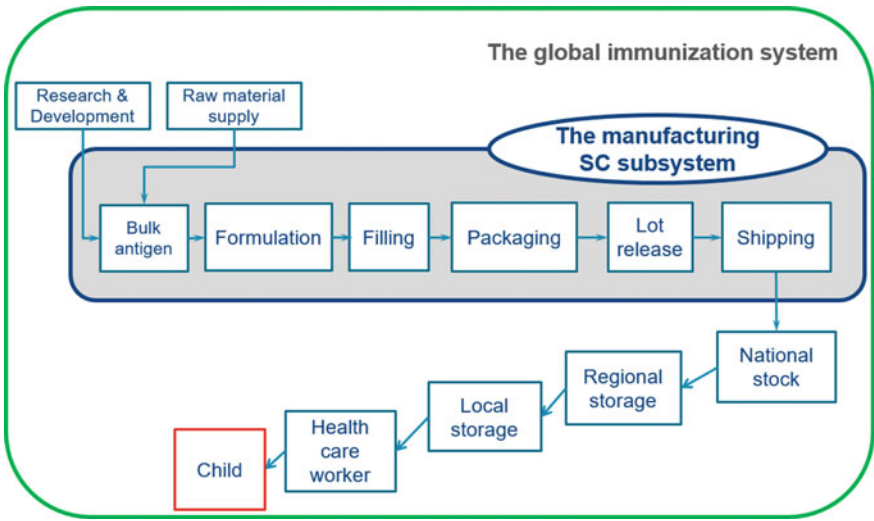 The global immunization system
Research &
Development
Raw material
supply
The manufacturing
SC subsystem
Bulk
antigen
Formulation
Filling
Packaging
Lot
release
Shipping
National
stock
Regional
storage
Local
storage
Health
care
worker
Child